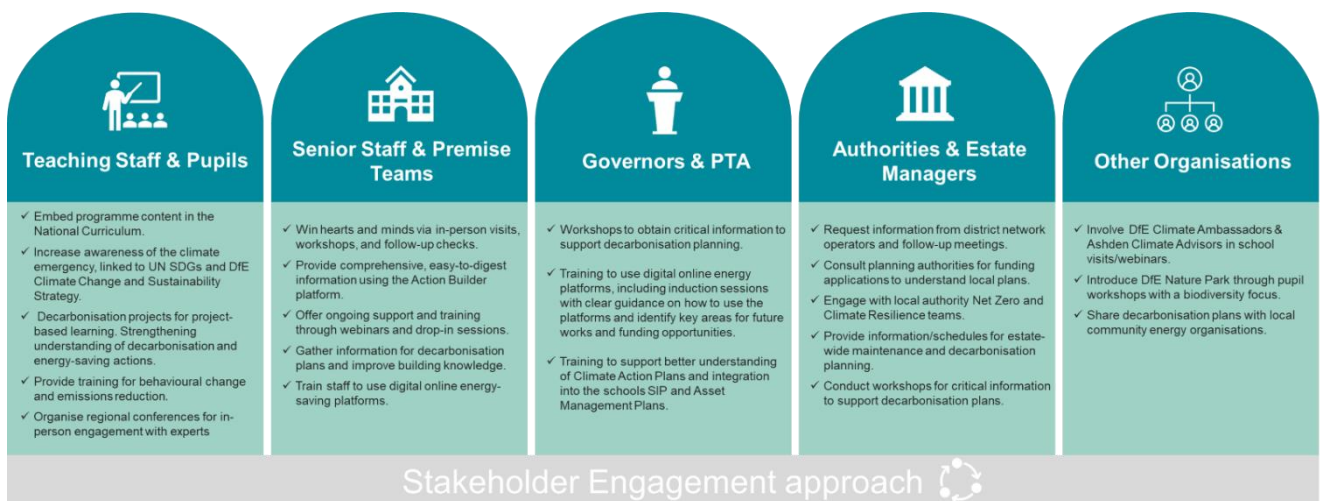 Teaching Staff & Pupils
✓ Embed programme content in the
National Curriculum.
✓ Increase awareness of the climate
emergency, linked to UN SDGs and DfE
Climate Change and Sustainability
Strategy.
✓ Decarbonisation projects for project-
based learning. Strengthening
understanding of decarbonisation and
energy-saving actions.
✓ Provide training for behavioural change
and emissions reduction.
✓ Organise regional conferences for in-
person engagement with experts
Senior Staff & Premise
Teams
✓ Win hearts and minds via in-person visits,
workshops, and follow-up checks.
✓ Provide comprehensive, easy-to-digest
information using the Action Builder
platform.
✓ Offer ongoing support and training
through webinars and drop-in sessions.
✓ Gather information for decarbonisation
plans and improve building knowledge.
✓ Train staff to use digital online energy-
saving platforms.
Governors & PTA
✓ Workshops to obtain critical information to
support decarbonisation planning.
✓ Training to use digital online energy
platforms, including induction sessions
with clear guidance on how to use the
platforms and identify key areas for future
works and funding opportunities.
✓ Training to support better understanding
of Climate Action Plans and integration
into the schools SIP and Asset
Management Plans.
Authorities & Estate
Managers
✓ Request information from district network
operators and follow-up meetings.
✓ Consult planning authorities for funding
applications to understand local plans.
✓ Engage with local authority Net Zero and
Climate Resilience teams.
✓ Provide information/schedules for estate-
wide maintenance and decarbonisation
planning.
✓ Conduct workshops for critical information
to support decarbonisation plans.
Other Organisations
✓ Involve DfE Climate Ambassadors &
Ashden Climate Advisors in school
visits/webinars.
✓ Introduce DfE Nature Park through pupil
workshops with a biodiversity focus.
✓ Share decarbonisation plans with local
community energy organisations.
Stakeholder Engagement approach